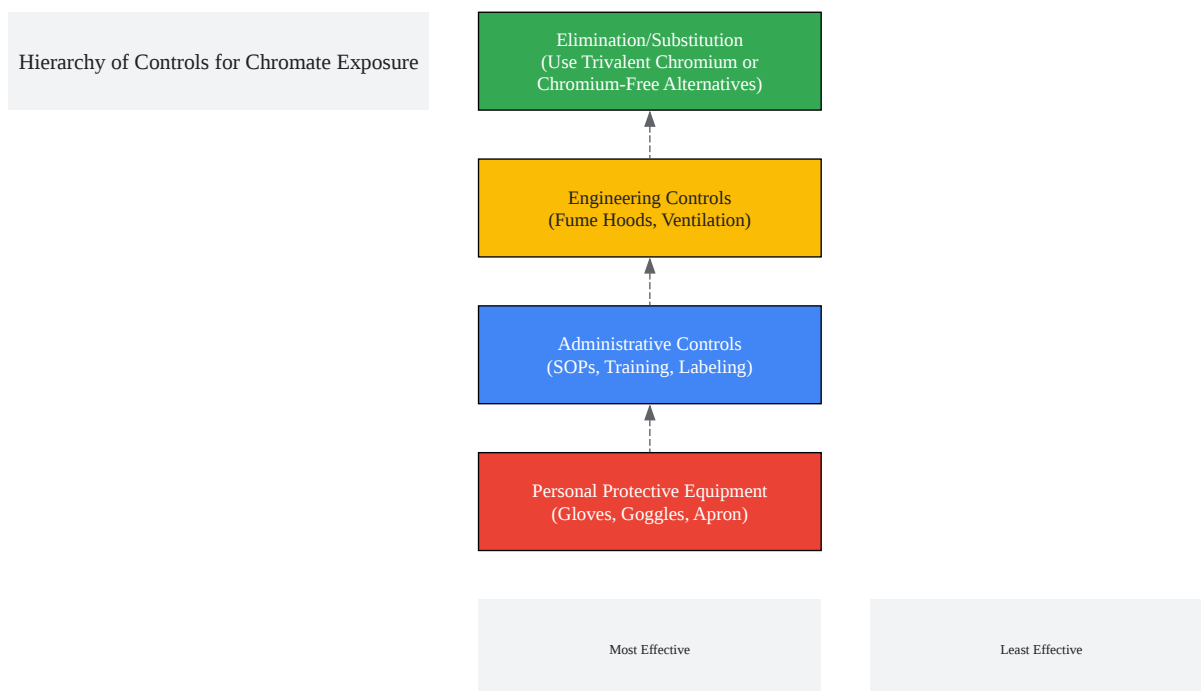 Hierarchy of Controls for Chromate Exposure
Elimination/Substitution
(Use Trivalent Chromium or
Chromium-Free Alternatives)
Engineering Controls
(Fume Hoods, Ventilation)
Administrative Controls
(SOPs, Training, Labeling)
Personal Protective Equipment
(Gloves, Goggles, Apron)
Most Effective
Least Effective